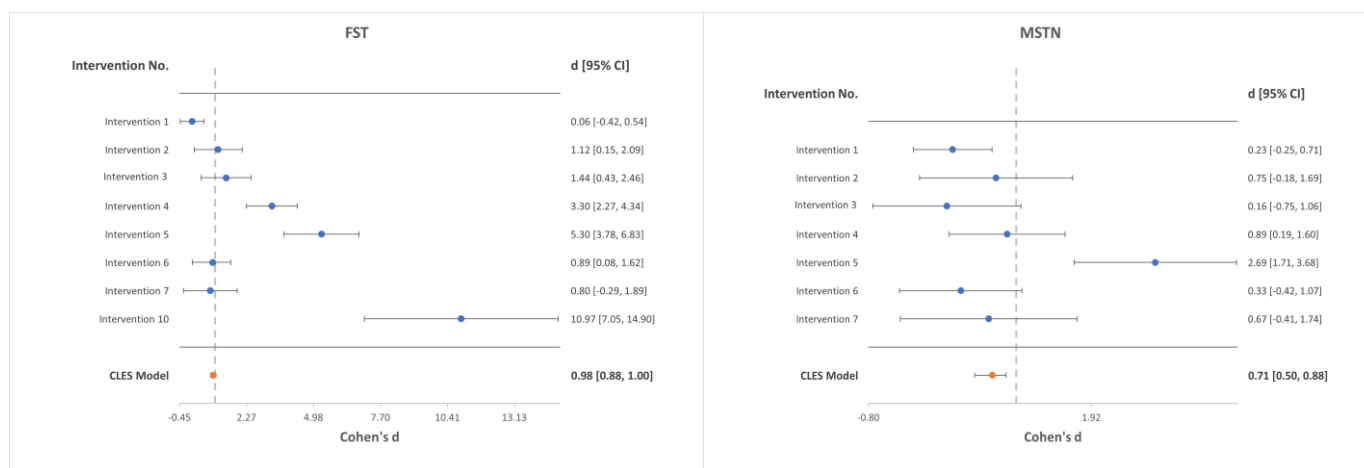 FST
Intervention No. d [95% CI]
Intervention 1 0.06 [-0.42, 0.54]
Intervention 2 1.12 [0.15, 2.09]
Intervention 3 1.44 [0.43, 2.46]
Intervention 4 3.30 [2.27, 4.34]
Intervention 5 5.30 [3.78, 6.83]
Intervention 6 0.89 [0.08, 1.62]
Intervention 7 0.80 [-0.29, 1.89]
Intervention 10 10.97 [7.05, 14.90]
CLES Model 0.98 [0.88, 1.00]
-0.45 2.27 4.98 7.70 10.41 13.13
Cohen's d
MSTN
Intervention No. d [95% CI]
Intervention 1 0.23 [-0.25, 0.71]
Intervention 2 0.75 [-0.18, 1.69]
Intervention 3 0.16 [-0.75, 1.06]
Intervention 4 0.89 [0.19, 1.60]
Intervention 5 2.69 [1.71, 3.68]
Intervention 6 0.33 [-0.42, 1.07]
Intervention 7 0.67 [-0.41, 1.74]
CLES Model 0.71 [0.50, 0.88]
-0.80 1.92
Cohen's d